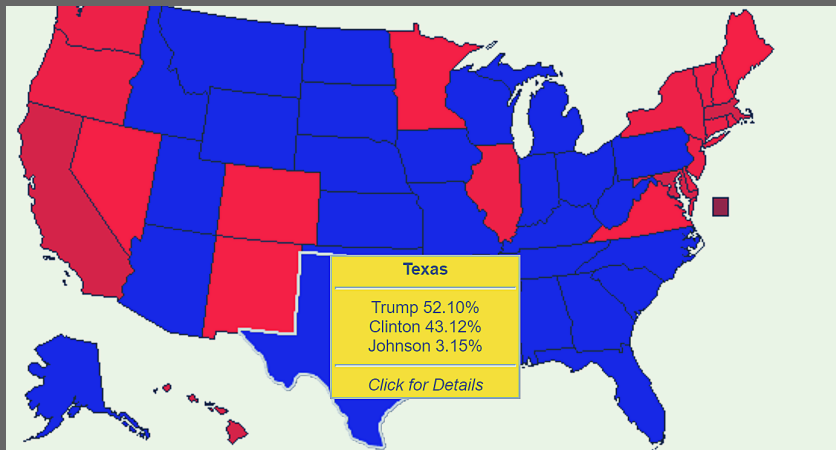 Texas
Trump 52.10%
Clinton 43.12%
Johnson 3.15%
Click for Details